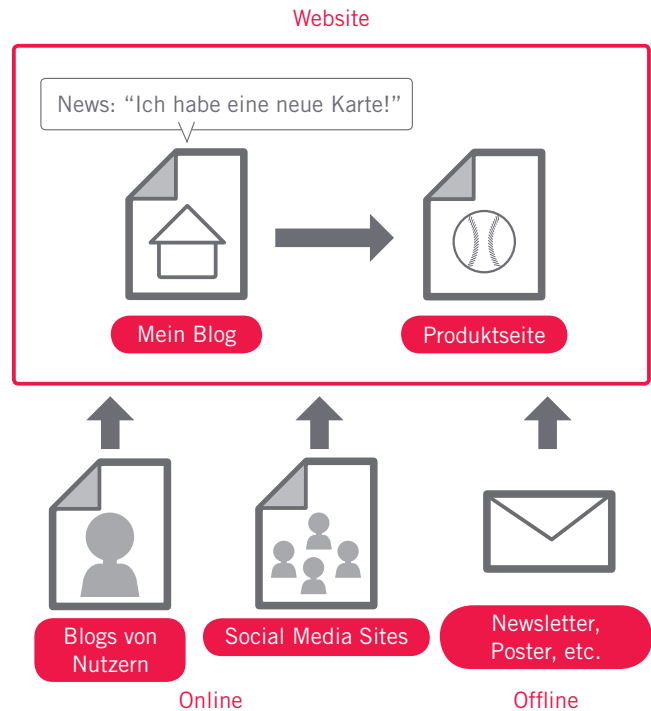 Website
News: “Ich habe eine neue Karte!”
Mein Blog
Produktseite
Blogs von
Nutzern
Social Media Sites
Newsletter,
Poster, etc.
Online
Offline